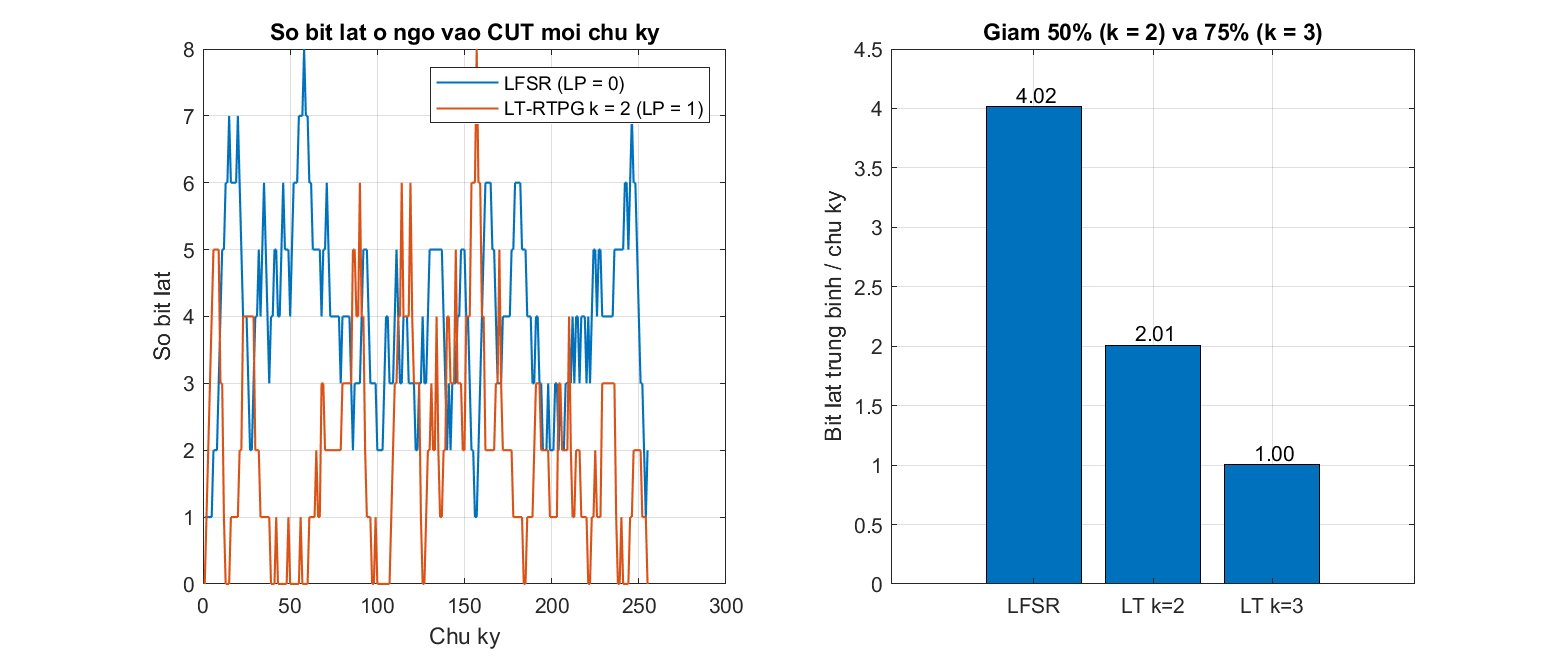 So bit lat o ngo vao CUT moi chu ky
8
7
6
5
4
3
2
1
0
So bit lat
LFSR (LP = 0)
LT-RTPG k = 2 (LP = 1)
0 50 100 150 200 250 300
Chu ky
Giam 50% (k = 2) va 75% (k = 3)
4.5
4
3.5
3
2.5
2
1.5
1
0.5
0
Bit lat trung binh / chu ky
4.02
2.01
1.00
LFSR LT k=2 LT k=3